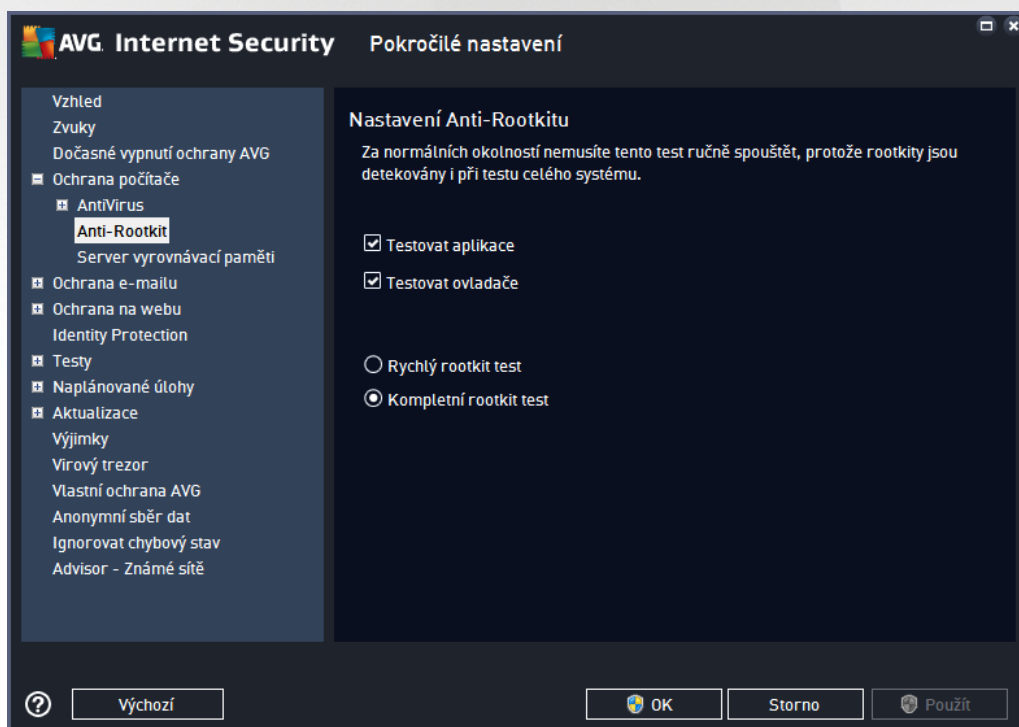 AVG. Internet Security
Pokročilé nastavení
Vzhled
Zvuky
Dočasné vypnutí ochrany AVG
Ochrana počítače
AntiVirus
Anti-Rootkit
Server vyrovnávací paměti
Ochrana e-mailu
Ochrana na webu
Identity Protection
Testy
Naplánované úlohy
Aktualizace
Výjimky
Virový trezor
Vlastní ochrana AVG
Anonymní sběr dat
Ignorovat chybový stav
Advisor - Známé sítě
Nastavení Anti-Rootkitu
Za normálních okolností nemusíte tento test ručně spouštět, protože rootkity jsou
detekovány i při testu celého systému.
Testovat aplikace
Testovat ovladače
Rychlý rootkit test
Kompletní rootkit test
?
Výchozí
OK
Storno
Použít